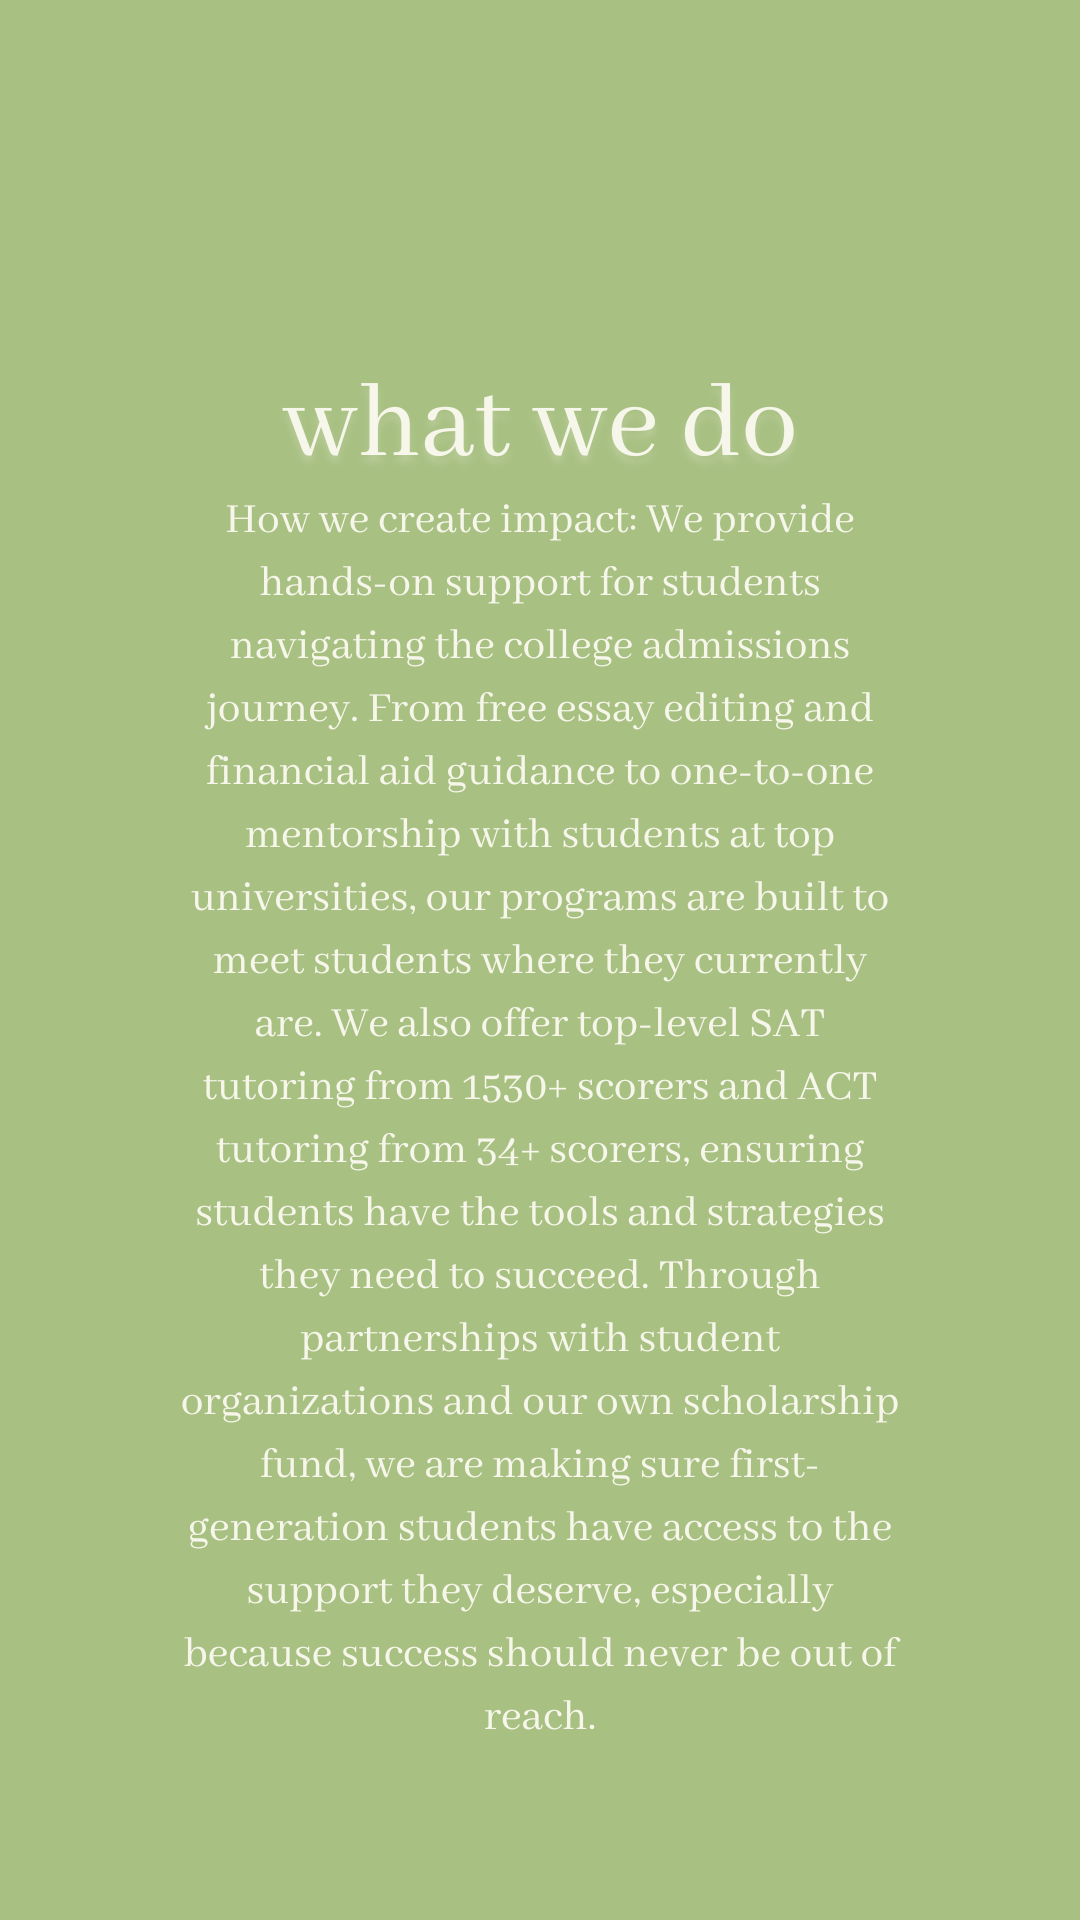 what we do
How we create impact: We provide
hands-on support for students
navigating the college admissions
journey. From free essay editing and
financial aid guidance to one-to-one
mentorship with students at top
universities, our programs are built to
meet students where they currently
are. We also offer top-level SAT
tutoring from 1530+ scorers and ACT
tutoring from 34+ scorers, ensuring
students have the tools and strategies
they need to succeed. Through
partnerships with student
organizations and our own scholarship
fund, we are making sure first-
generation students have access to the
support they deserve, especially
because success should never be out of
reach.